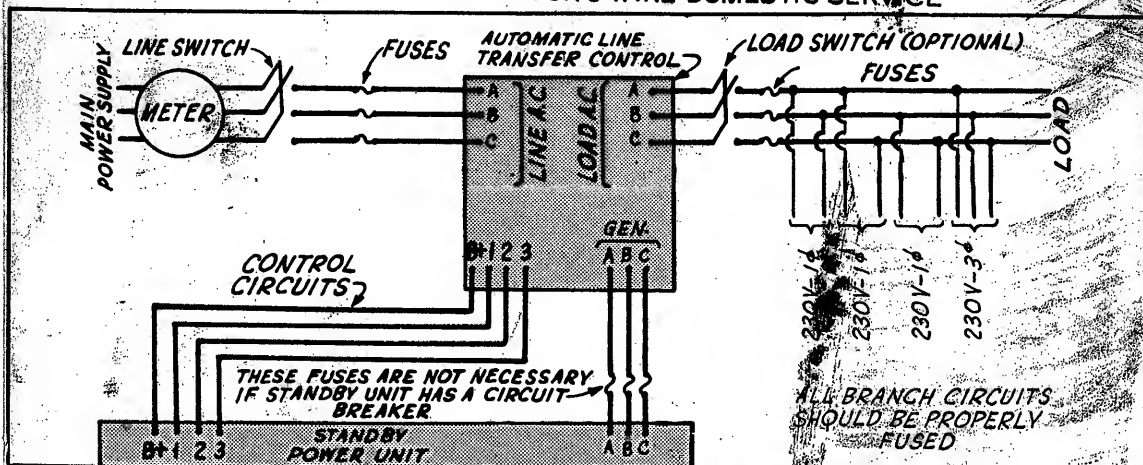 WIRE DOMESTIC SERVICE
LINE SWITCH
FUSES
AUTOMATIC LINE
TRANSFER CONTROL
LOAD SWITCH (OPTIONAL)
FUSES
MAIN
POWER SUPPLY
METER
A
B
C
LINE AC
LOAD AC
A
B
C
LOAD
GEN.
B+ 1 2 3
A B C
CONTROL
CIRCUITS
230V-1φ
230V-1φ
230V-1φ
230V-3φ
THESE FUSES ARE NOT NECESSARY
IF STANDBY UNIT HAS A CIRCUIT
BREAKER
ALL BRANCH CIRCUITS
SHOULD BE PROPERLY
FUSED
STANDBY
POWER UNIT
B+ 1 2 3
A B C